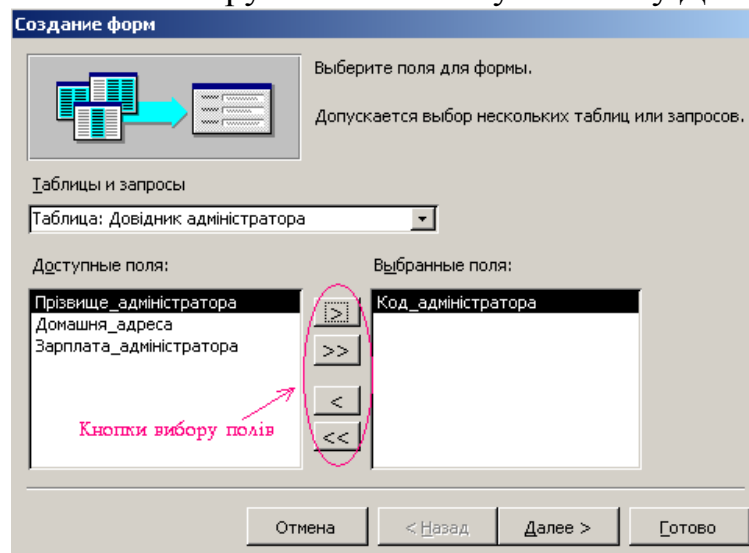 Создание форм
Выберите поля для формы.
Допускается выбор нескольких таблиц или запросов.
Таблицы и запросы
Таблица: Довідник адміністратора
Доступные поля:
Выбранные поля:
Прізвище_адміністратора
Домашня_адреса
Зарплата_адміністратора
>
>>
<
<<
Код_адміністратора
Кнопки вибору полів
Отмена
< Назад
Далее >
Готово